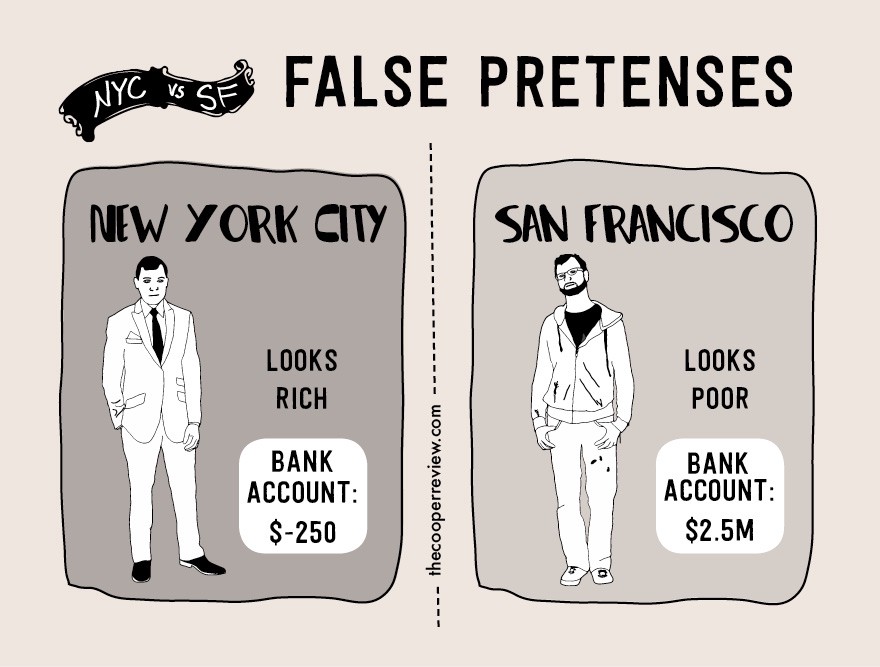 NYC vs SF
FALSE PRETENSES
NEW YORK CITY
LOOKS
RICH
BANK
ACCOUNT:
$-250
thecooperreview.com
SAN FRANCISCO
LOOKS
POOR
BANK
ACCOUNT:
$2.5M